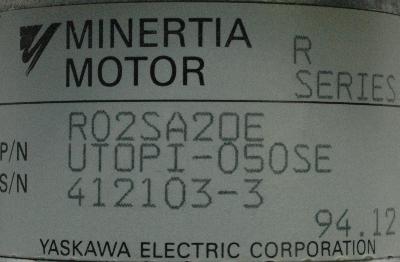 MINERTIA
MOTOR
R
SERIES
R02SA20E
P/N UTOPI-050SE
S/N 412103-3
94.12
YASKAWA ELECTRIC CORPORATION